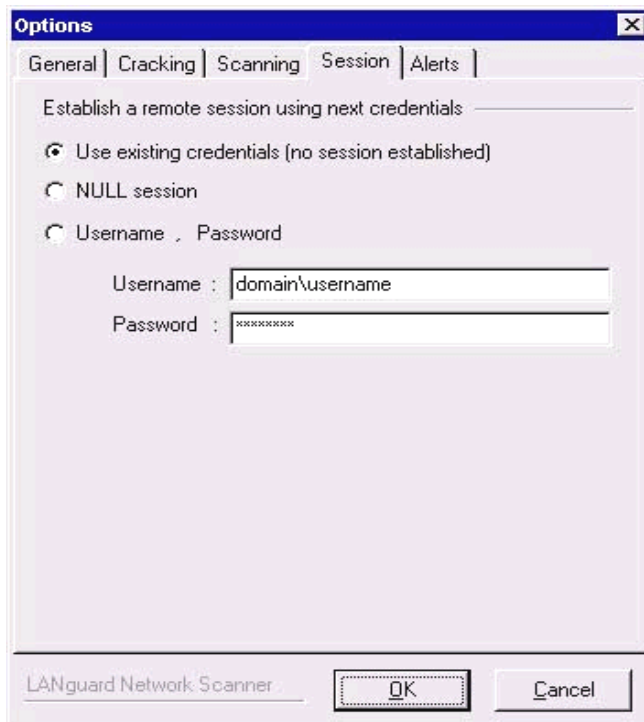 Options
General Cracking Scanning Session Alerts
Establish a remote session using next credentials
Use existing credentials (no session established)
NULL session
Username , Password
Username : domain\username
Password : ********
LANguard Network Scanner OK Cancel